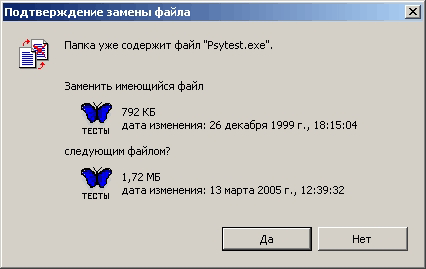 Подтверждение замены файла
Папка уже содержит файл "Psytest.exe".
Заменить имеющийся файл
792 КБ
дата изменения: 26 декабря 1999 г., 18:15:04
ТЕСТЫ
следующим файлом?
1,72 МБ
дата изменения: 13 марта 2005 г., 12:39:32
ТЕСТЫ
Да
Нет